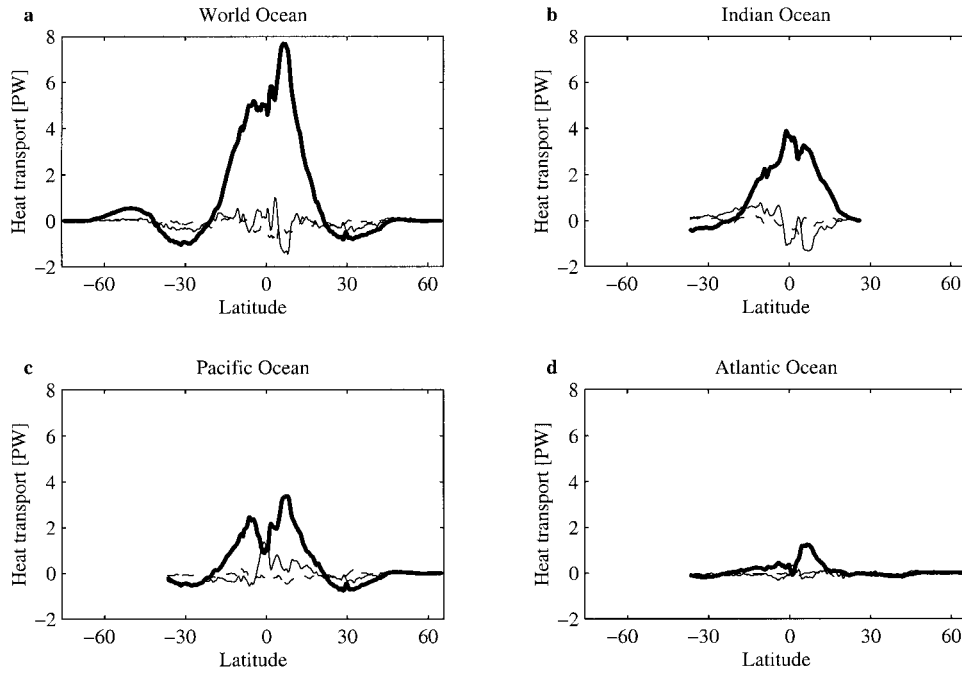 a World Ocean
8
6
4
2
0
−2
Heat transport [PW]
−60 −30 0 30 60
Latitude
b Indian Ocean
8
6
4
2
0
−2
Heat transport [PW]
−60 −30 0 30 60
Latitude
c Pacific Ocean
8
6
4
2
0
−2
Heat transport [PW]
−60 −30 0 30 60
Latitude
d Atlantic Ocean
8
6
4
2
0
−2
Heat transport [PW]
−60 −30 0 30 60
Latitude